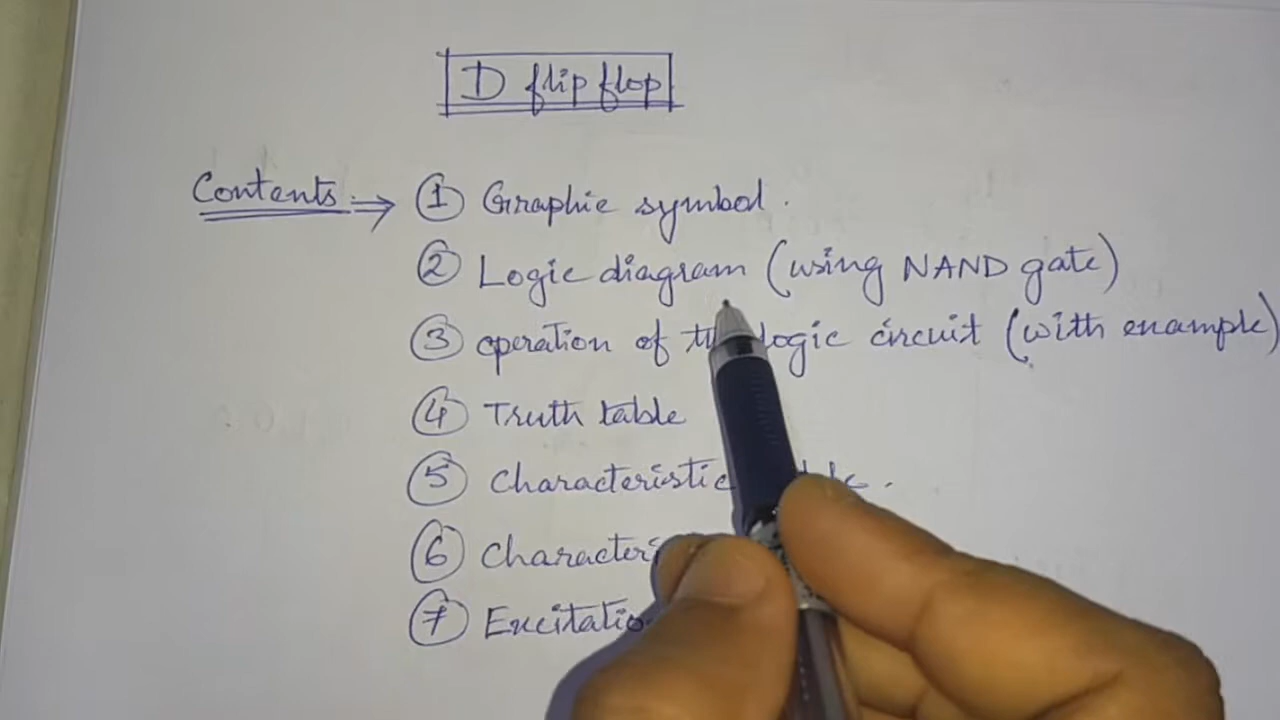 D flip flop
Contents ⇒ ① Graphic symbol.
② Logic diagram (using NAND gate)
③ operation of logic circuit (with example)
④ Truth table
⑤ Characteristic
⑥
⑦